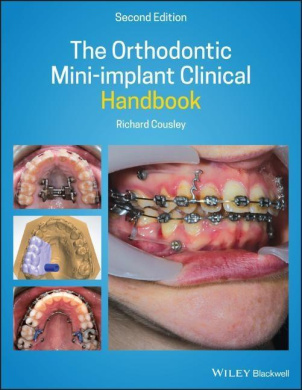 Second Edition
The Orthodontic
Mini-implant Clinical
Handbook
Richard Cousley
WILEY Blackwell